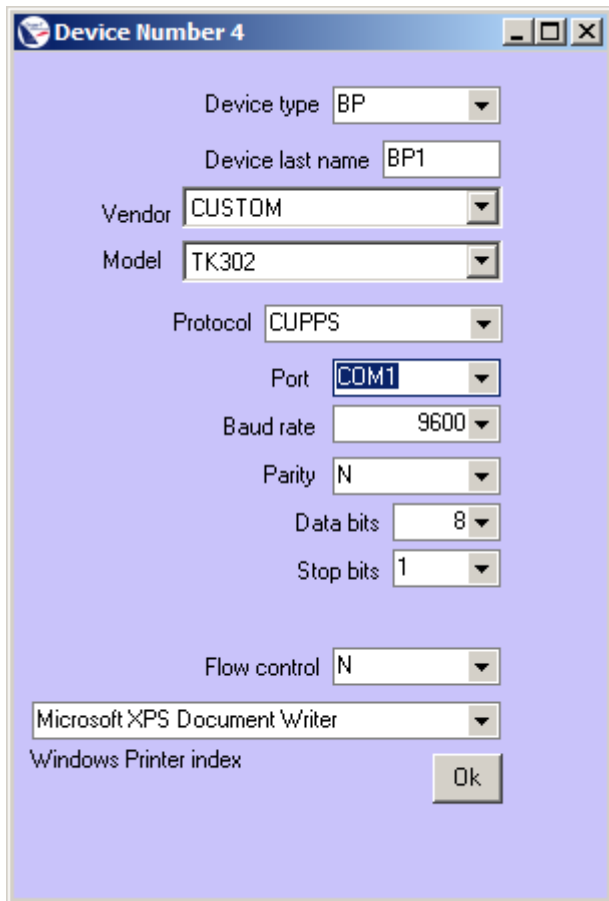 Device Number 4
Device type BP
Device last name BP1
Vendor CUSTOM
Model TK302
Protocol CUPPS
Port COM1
Baud rate 9600
Parity N
Data bits 8
Stop bits 1
Flow control N
Microsoft XPS Document Writer
Windows Printer index
Ok